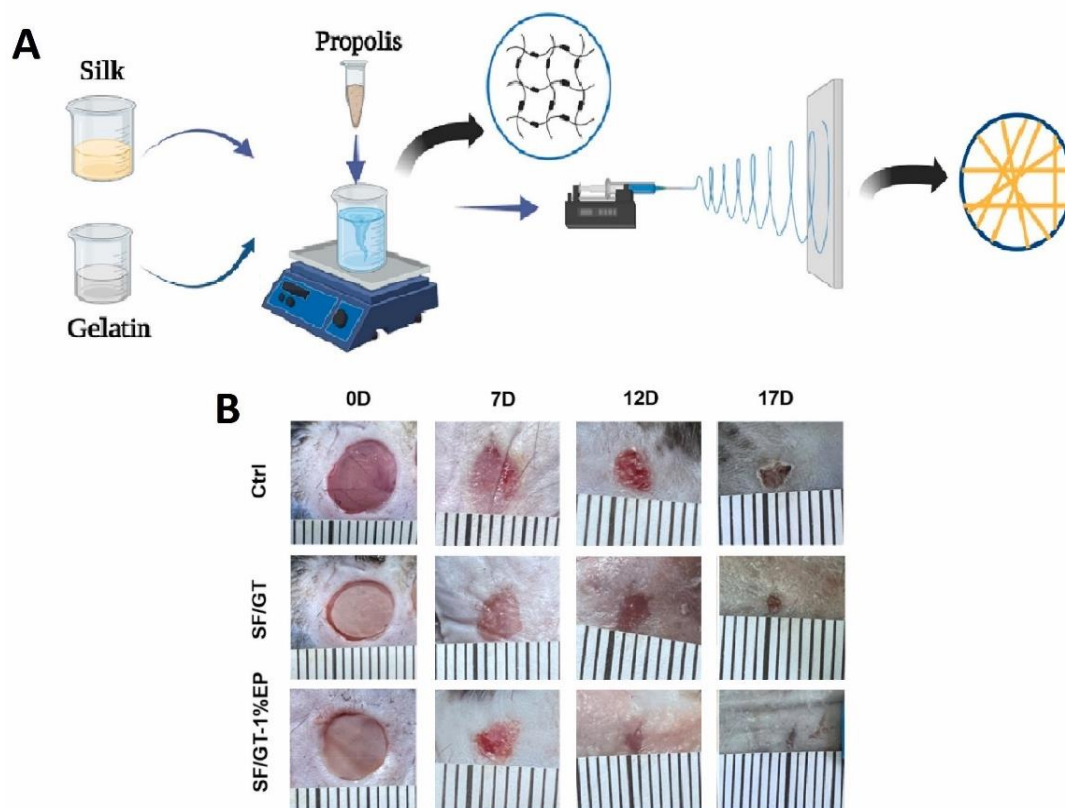 A
Silk
Propolis
Gelatin
B
0D 7D 12D 17D
Ctrl
SF/GT
SF/GT-1%EP